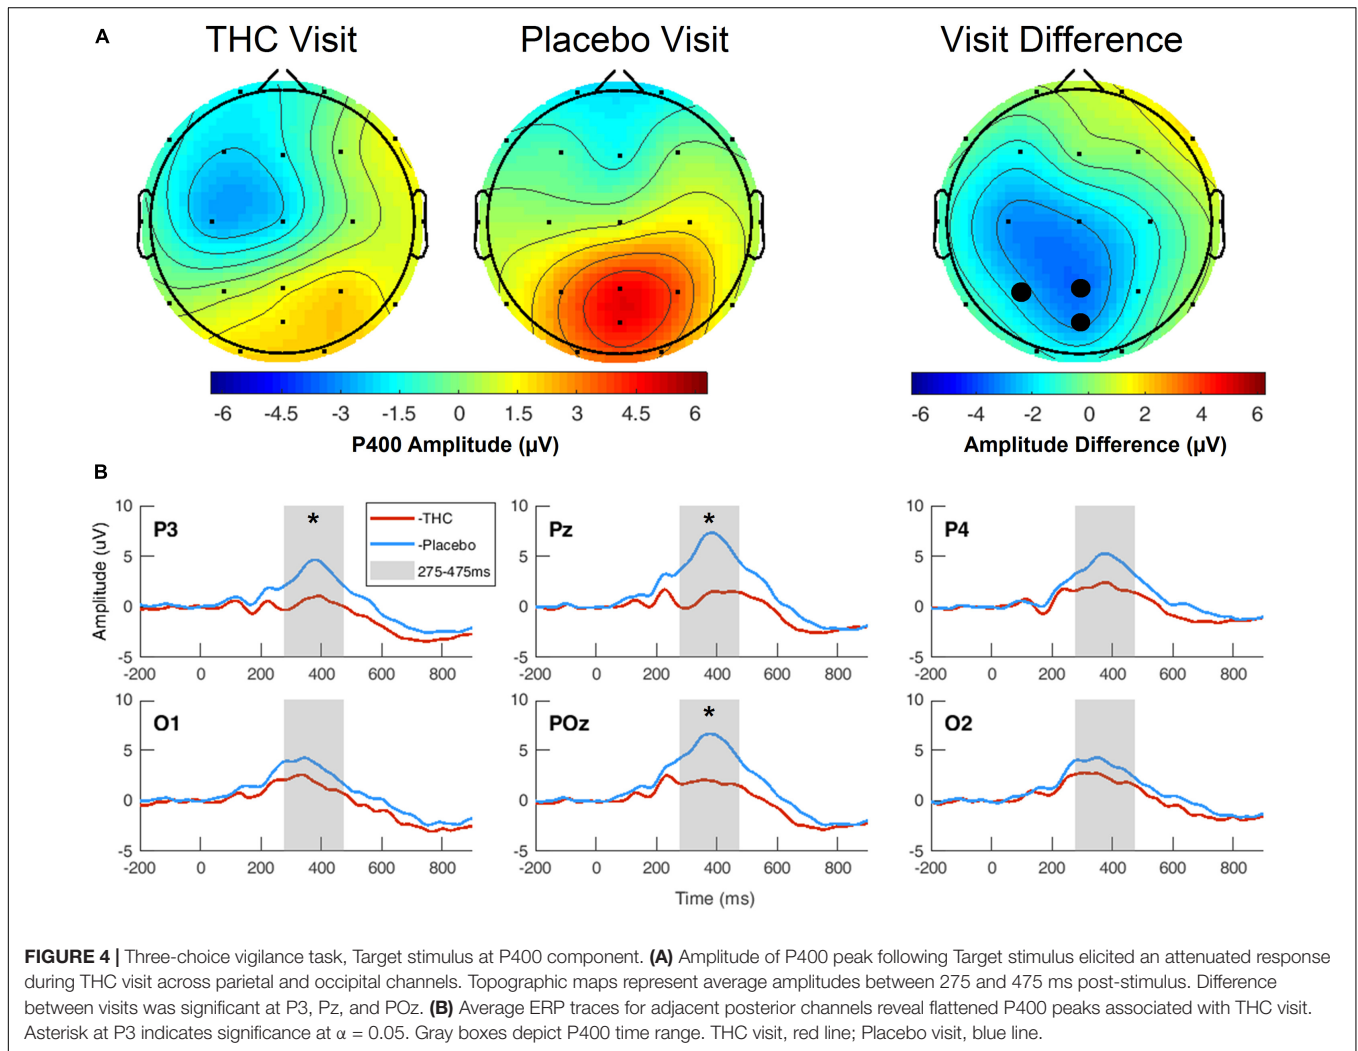 A
THC Visit
Placebo Visit
Visit Difference
-6 -4.5 -3 -1.5 0 1.5 3 4.5 6
P400 Amplitude (µV)
-6 -4 -2 0 2 4 6
Amplitude Difference (µV)
B
Amplitude (uV)
10
5
0
-5
P3
*
-THC
-Placebo
275-475ms
-200 0 200 400 600 800
10
5
0
-5
Pz
*
-200 0 200 400 600 800
10
5
0
-5
P4
-200 0 200 400 600 800
10
5
0
-5
O1
-200 0 200 400 600 800
10
5
0
-5
POz
*
-200 0 200 400 600 800
Time (ms)
10
5
0
-5
O2
-200 0 200 400 600 800
FIGURE 4 | Three-choice vigilance task, Target stimulus at P400 component. (A) Amplitude of P400 peak following Target stimulus elicited an attenuated response
during THC visit across parietal and occipital channels. Topographic maps represent average amplitudes between 275 and 475 ms post-stimulus. Difference
between visits was significant at P3, Pz, and POz. (B) Average ERP traces for adjacent posterior channels reveal flattened P400 peaks associated with THC visit.
Asterisk at P3 indicates significance at α = 0.05. Gray boxes depict P400 time range. THC visit, red line; Placebo visit, blue line.